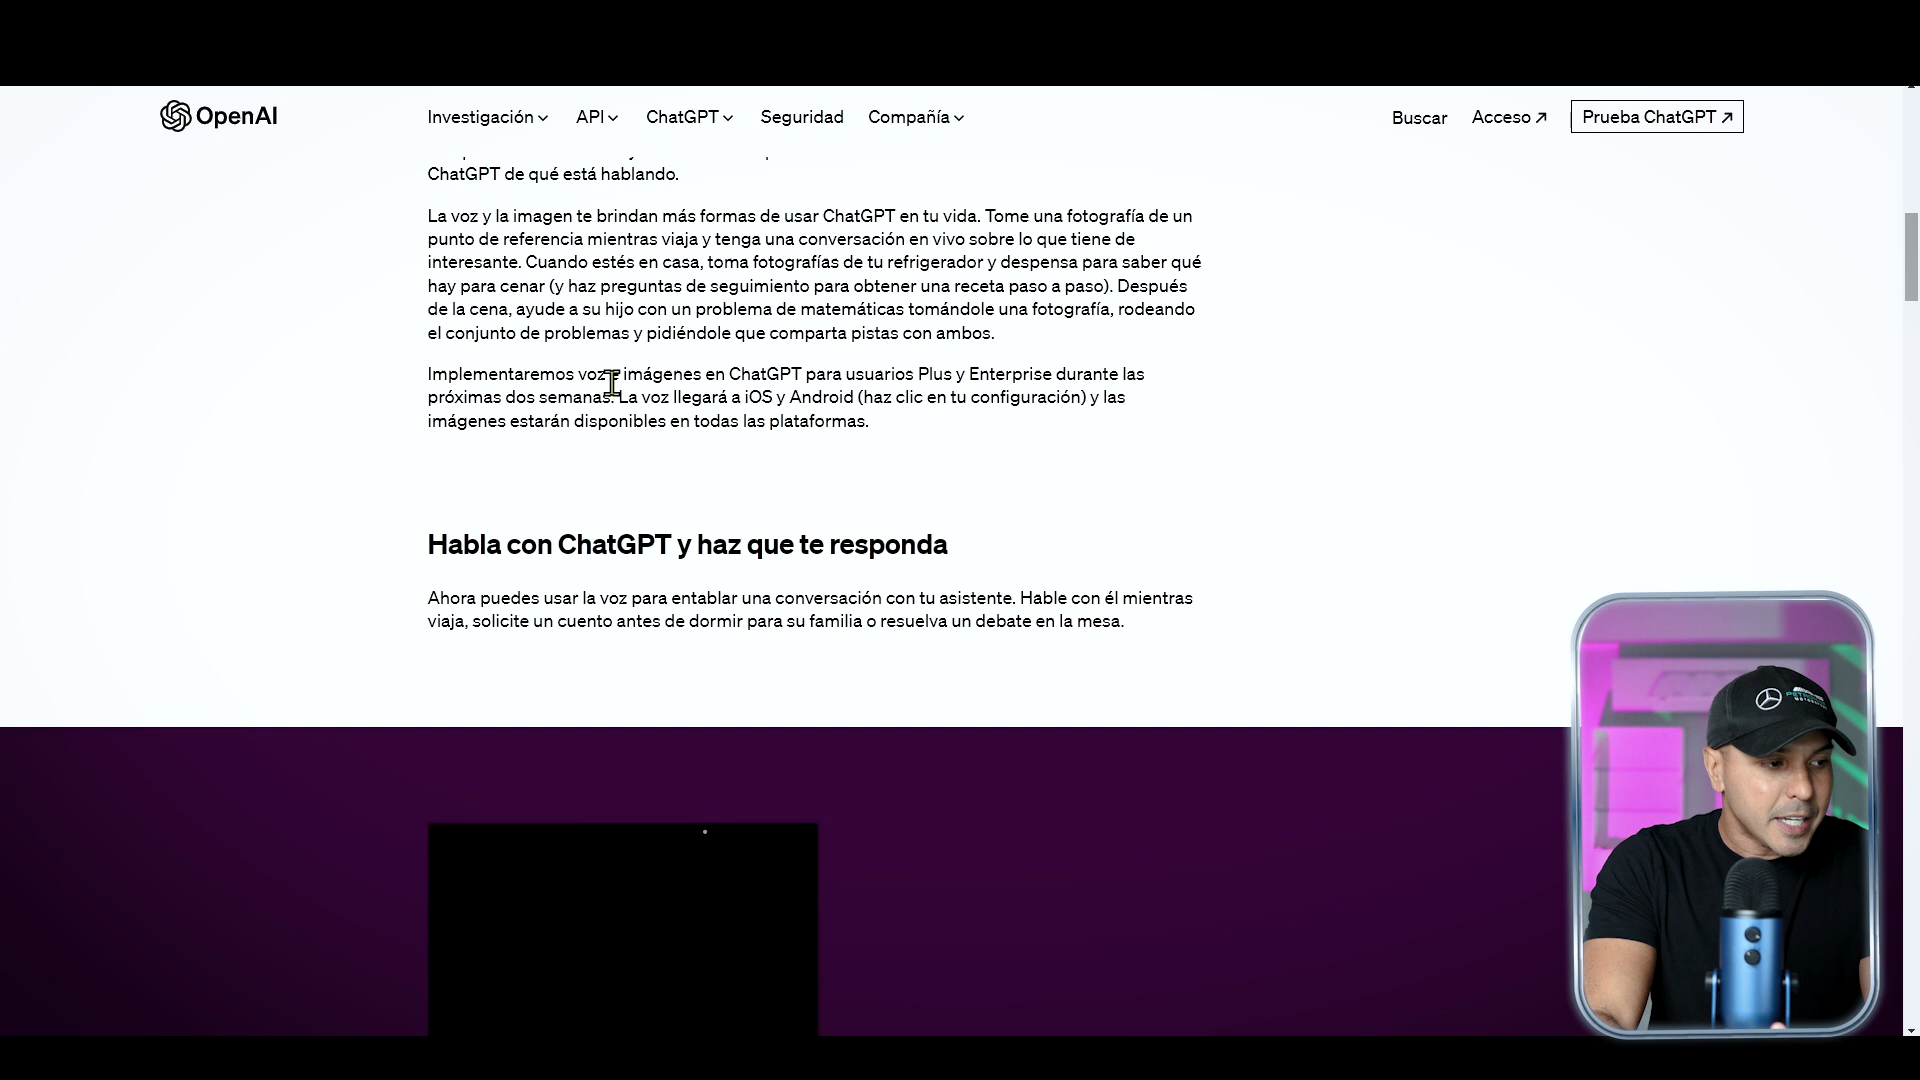 OpenAI
Investigación API ChatGPT Seguridad Compañía Buscar Acceso ↗ Prueba ChatGPT ↗
ChatGPT de qué está hablando.
La voz y la imagen te brindan más formas de usar ChatGPT en tu vida. Tome una fotografía de un
punto de referencia mientras viaja y tenga una conversación en vivo sobre lo que tiene de
interesante. Cuando estés en casa, toma fotografías de tu refrigerador y despensa para saber qué
hay para cenar (y haz preguntas de seguimiento para obtener una receta paso a paso). Después
de la cena, ayude a su hijo con un problema de matemáticas tomándole una fotografía, rodeando
el conjunto de problemas y pidiéndole que comparta pistas con ambos.
Implementaremos voz imágenes en ChatGPT para usuarios Plus y Enterprise durante las
próximas dos semanas. La voz llegará a iOS y Android (haz clic en tu configuración) y las
imágenes estarán disponibles en todas las plataformas.
Habla con ChatGPT y haz que te responda
Ahora puedes usar la voz para entablar una conversación con tu asistente. Hable con él mientras
viaja, solicite un cuento antes de dormir para su familia o resuelva un debate en la mesa.